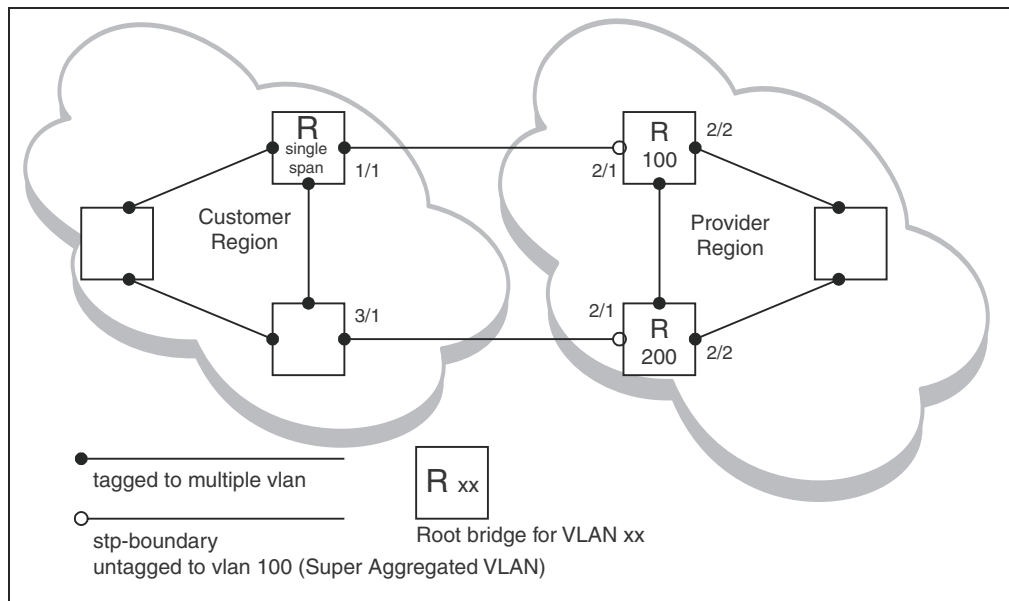 R
single
span
1/1
Customer
Region
3/1
2/1
R
100
2/2
Provider
Region
2/1
R
200
2/2
tagged to multiple vlan
stp-boundary
untagged to vlan 100 (Super Aggregated VLAN)
R xx
Root bridge for VLAN xx